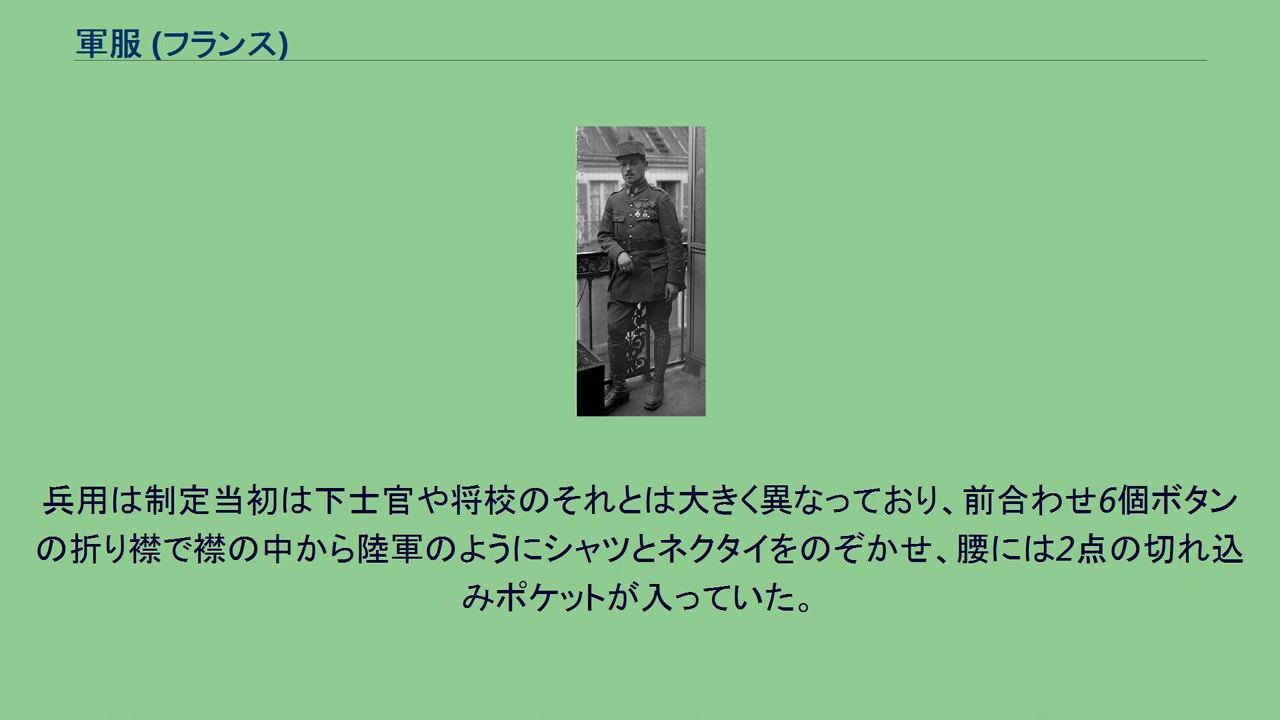 軍服 (フランス)
兵用は制定当初は下士官や将校のそれとは大きく異なっており、前合わせ6個ボタン
の折り襟で襟の中から陸軍のようにシャツとネクタイをのぞかせ、腰には2点の切れ込
みポケットが入っていた。